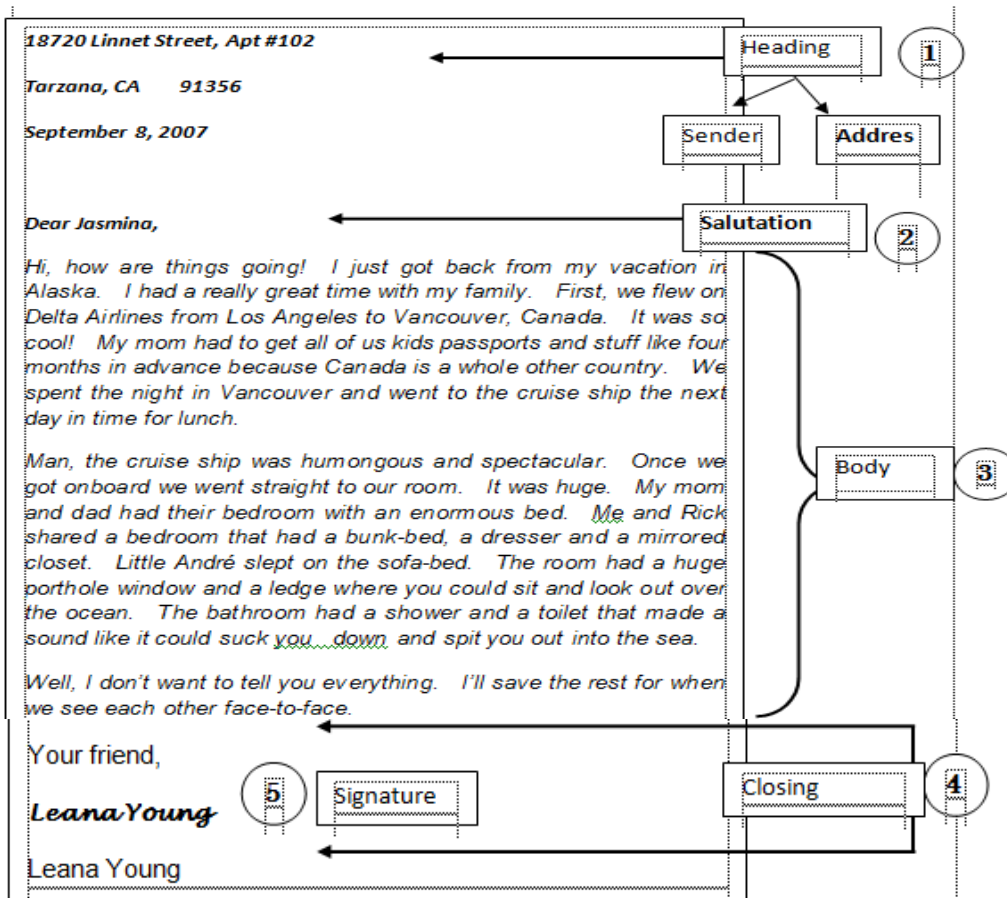 18720 Linnet Street, Apt #102
Heading
1
Tarzana, CA 91356
September 8, 2007
Sender
Addres
Dear Jasmina,
Salutation
2
Hi, how are things going! I just got back from my vacation in
Alaska. I had a really great time with my family. First, we flew on
Delta Airlines from Los Angeles to Vancouver, Canada. It was so
cool! My mom had to get all of us kids passports and stuff like four
months in advance because Canada is a whole other country. We
spent the night in Vancouver and went to the cruise ship the next
day in time for lunch.
Man, the cruise ship was humongous and spectacular. Once we
got onboard we went straight to our room. It was huge. My mom
and dad had their bedroom with an enormous bed. Me and Rick
shared a bedroom that had a bunk-bed, a dresser and a mirrored
closet. Little André slept on the sofa-bed. The room had a huge
porthole window and a ledge where you could sit and look out over
the ocean. The bathroom had a shower and a toilet that made a
sound like it could suck you down and spit you out into the sea.
Body
3
Well, I don't want to tell you everything. I'll save the rest for when
we see each other face-to-face.
Your friend,
Leana Young
5
Signature
Closing
4
Leana Young